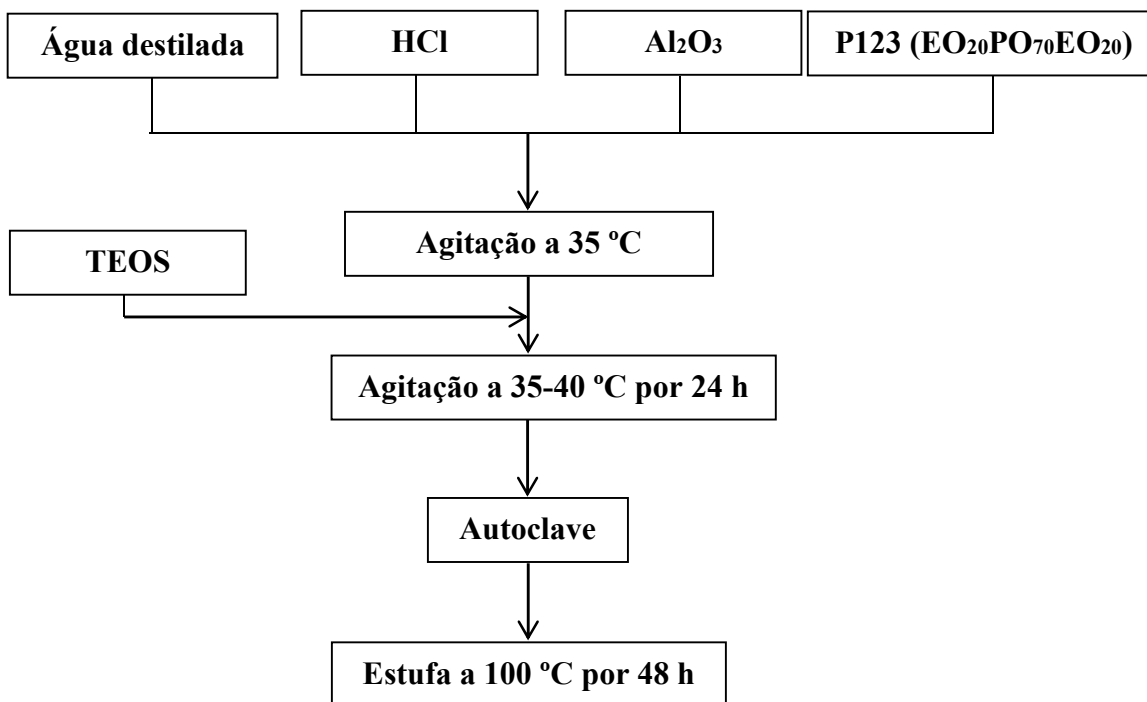 Água destilada
HCl
Al₂O₃
P123 (EO₂₀PO₇₀EO₂₀)
Agitação a 35 ºC
TEOS
Agitação a 35-40 ºC por 24 h
Autoclave
Estufa a 100 ºC por 48 h